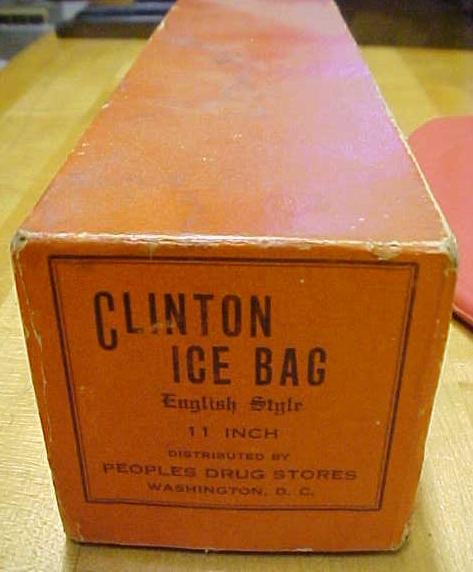 CLINTON
ICE BAG
English Style
11 INCH
DISTRIBUTED BY
PEOPLES DRUG STORES
WASHINGTON, D. C.